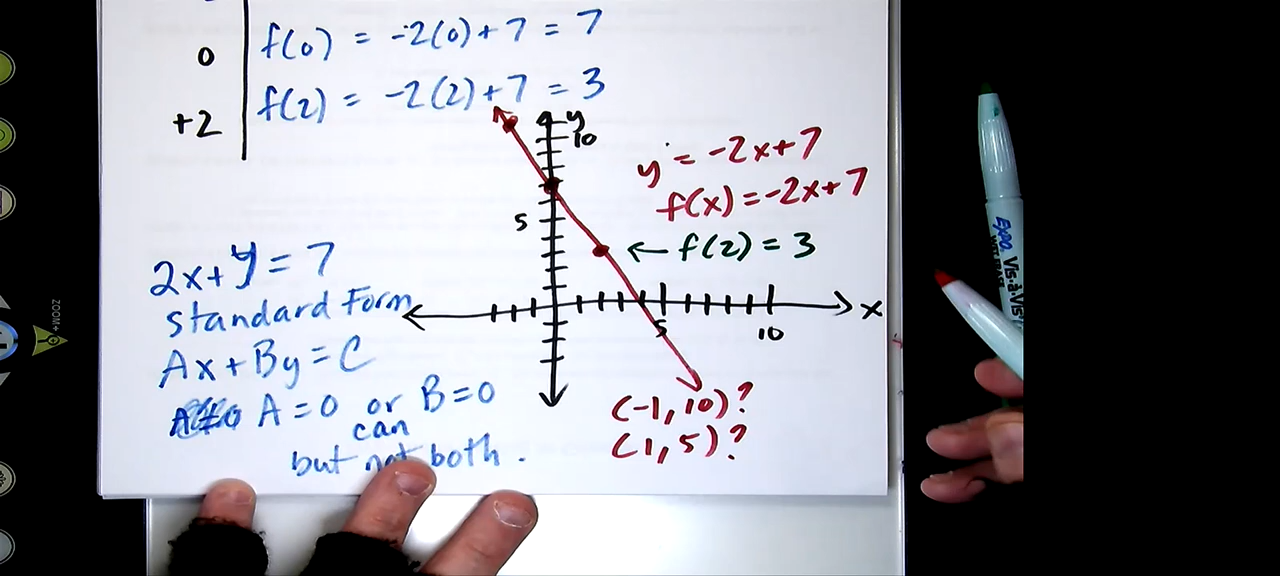 0 f(0) = -2(0)+7 = 7
+2 f(2) = -2(2)+7 = 3
y
10
5
y = -2x+7
f(x) = -2x+7
← f(2) = 3
x
5
10
2x+y = 7
standard Form
Ax+By = C
A = 0 or B = 0
can
but not both.
(-1, 10)?
(1, 5)?
ZOOM+
Expo Vis-à-Vis